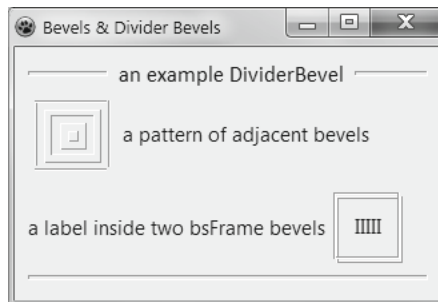 Bevels & Divider Bevels
an example DividerBevel
a pattern of adjacent bevels
a label inside two bsFrame bevels
IIIII